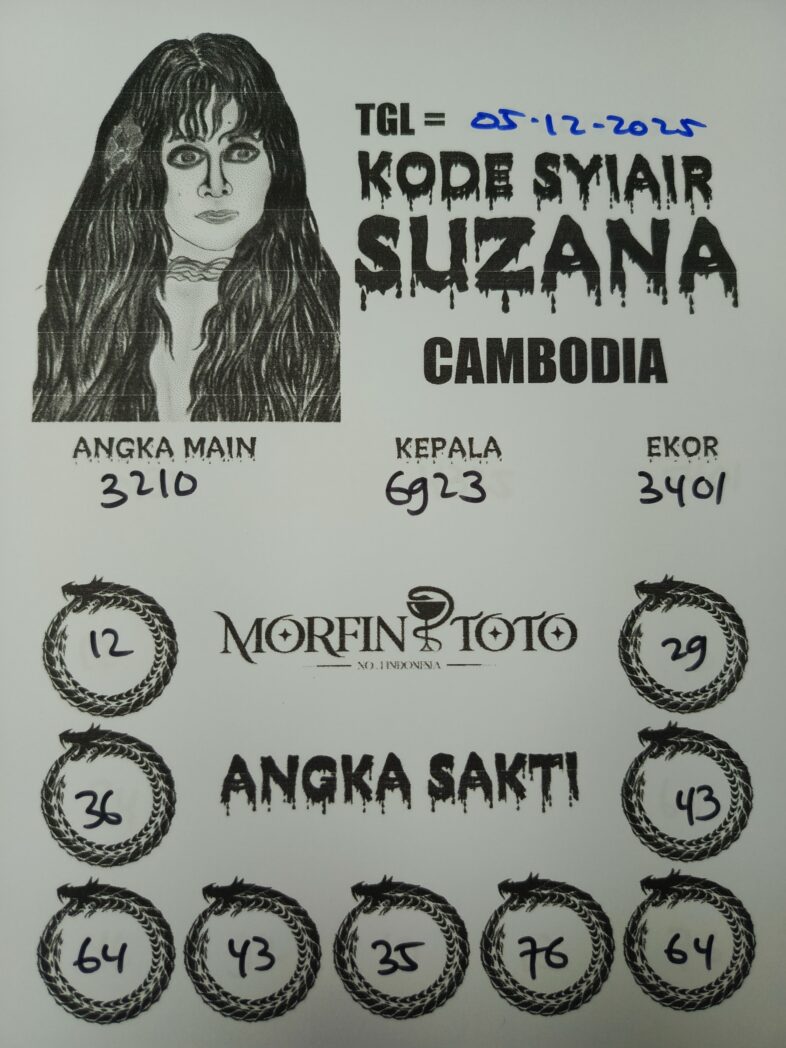 TGL = 05-12-2025
KODE SYIAIR
SUZANA
CAMBODIA
ANGKA MAIN KEPALA EKOR
3210 6923 3401
12 MORFIN TOTO 29
NO.1 INDONESIA
36 ANGKA SAKTI 43
64 43 35 76 64